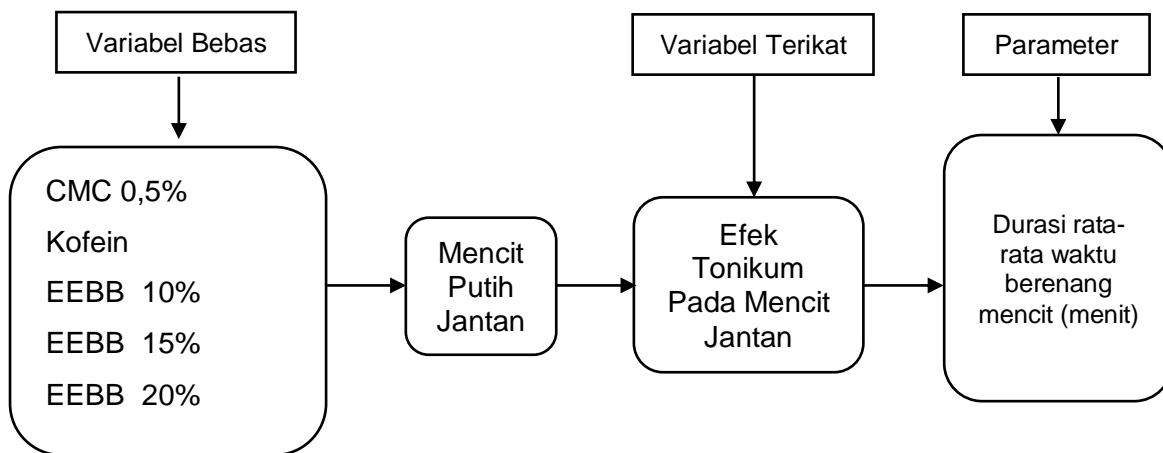 Variabel Bebas
Variabel Terikat
Parameter
CMC 0,5%
Kofein
EEBB 10%
EEBB 15%
EEBB 20%
Mencit
Putih
Jantan
Efek
Tonikum
Pada Mencit
Jantan
Durasi rata-
rata waktu
berenang
mencit (menit)